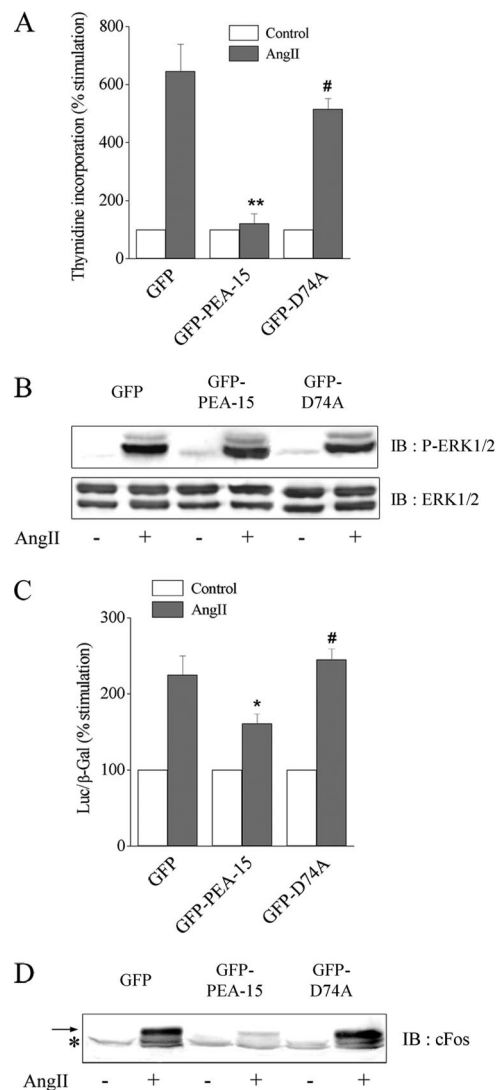 A
Control
AngII
Thymidine incorporation (% stimulation)
800
600
400
200
0
**
#
GFP
GFP-PEA-15
GFP-D74A
B
GFP
GFP-
PEA-15
GFP-
D74A
IB : P-ERK1/2
IB : ERK1/2
AngII - + - + - +
C
Control
AngII
Luc/β-Gal (% stimulation)
300
200
100
0
*
#
GFP
GFP-PEA-15
GFP-D74A
D
GFP
GFP-
PEA-15
GFP-
D74A
*
IB : cFos
AngII - + - + - +